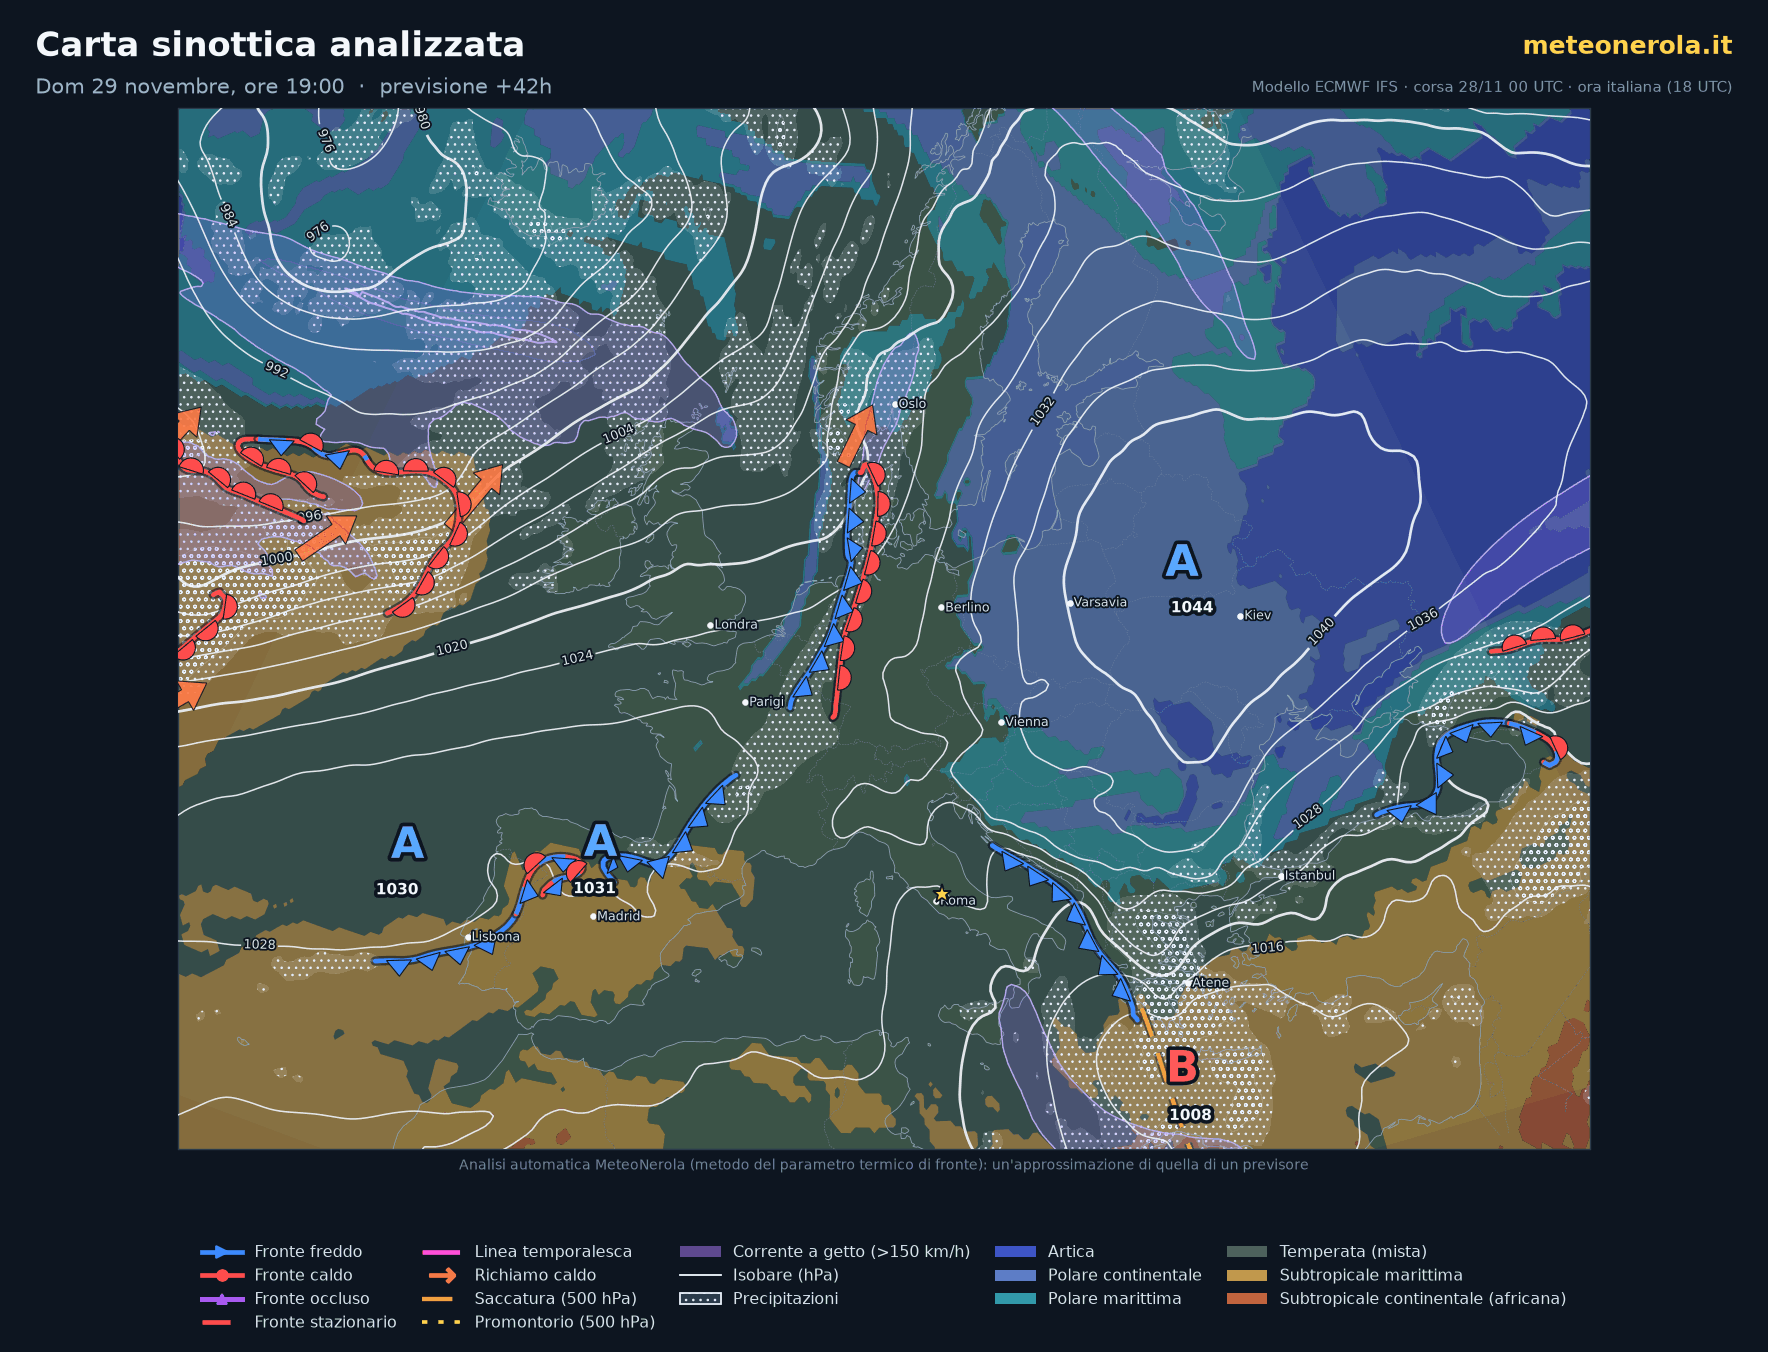 Carta sinottica analizzata
meteonerola.it
Dom 29 novembre, ore 19:00 · previsione +42h
Modello ECMWF IFS · corsa 28/11 00 UTC · ora italiana (18 UTC)
980
976
984
976
992
Oslo
1032
1004
996
1000
A
1044
Berlino
Varsavia
Kiev
1036
1040
Londra
1020
1024
Parigi
Vienna
1028
A
A
1030
1031
Istanbul
Roma
Madrid
Lisbona
1028
1016
Atene
B
1008
Analisi automatica MeteoNerola (metodo del parametro termico di fronte): un'approssimazione di quella di un previsore
Fronte freddo
Linea temporalesca
Corrente a getto (>150 km/h)
Artica
Temperata (mista)
Fronte caldo
Richiamo caldo
Isobare (hPa)
Polare continentale
Subtropicale marittima
Fronte occluso
Saccatura (500 hPa)
Precipitazioni
Polare marittima
Subtropicale continentale (africana)
Fronte stazionario
Promontorio (500 hPa)